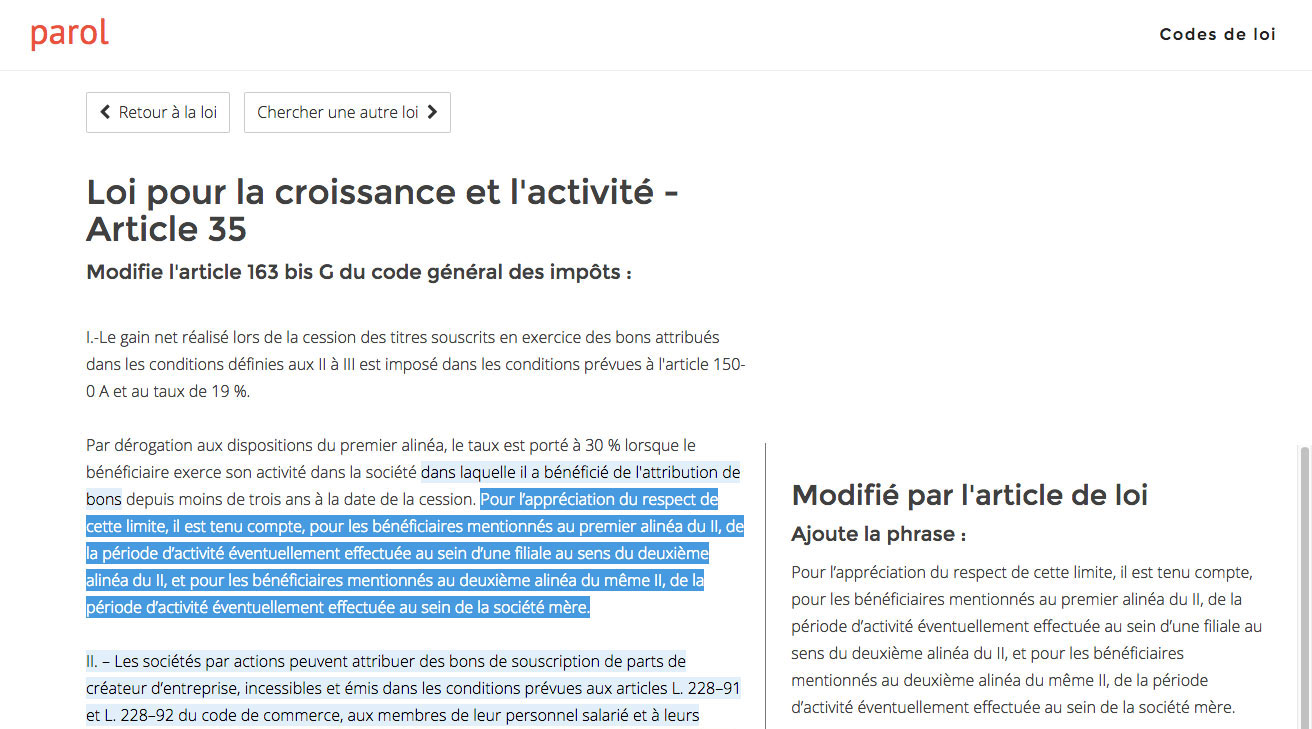 parol
Codes de loi
Retour à la loi
Chercher une autre loi
Loi pour la croissance et l'activité -
Article 35
Modifie l'article 163 bis G du code général des impôts :
I.-Le gain net réalisé lors de la cession des titres souscrits en exercice des bons attribués
dans les conditions définies aux II à III est imposé dans les conditions prévues à l'article 150-
0 A et au taux de 19 %.
Par dérogation aux dispositions du premier alinéa, le taux est porté à 30 % lorsque le
bénéficiaire exerce son activité dans la société dans laquelle il a bénéficié de l'attribution de
bons depuis moins de trois ans à la date de la cession. Pour l’appréciation du respect de
cette limite, il est tenu compte, pour les bénéficiaires mentionnés au premier alinéa du II, de
la période d’activité éventuellement effectuée au sein d’une filiale au sens du deuxième
alinéa du II, et pour les bénéficiaires mentionnés au deuxième alinéa du même II, de la
période d’activité éventuellement effectuée au sein de la société mère.
II. – Les sociétés par actions peuvent attribuer des bons de souscription de parts de
créateur d’entreprise, incessibles et émis dans les conditions prévues aux articles L. 228–91
et L. 228–92 du code de commerce, aux membres de leur personnel salarié et à leurs
Modifié par l'article de loi
Ajoute la phrase :
Pour l’appréciation du respect de cette limite, il est tenu compte,
pour les bénéficiaires mentionnés au premier alinéa du II, de la
période d’activité éventuellement effectuée au sein d’une filiale au
sens du deuxième alinéa du II, et pour les bénéficiaires
mentionnés au deuxième alinéa du même II, de la période
d’activité éventuellement effectuée au sein de la société mère.